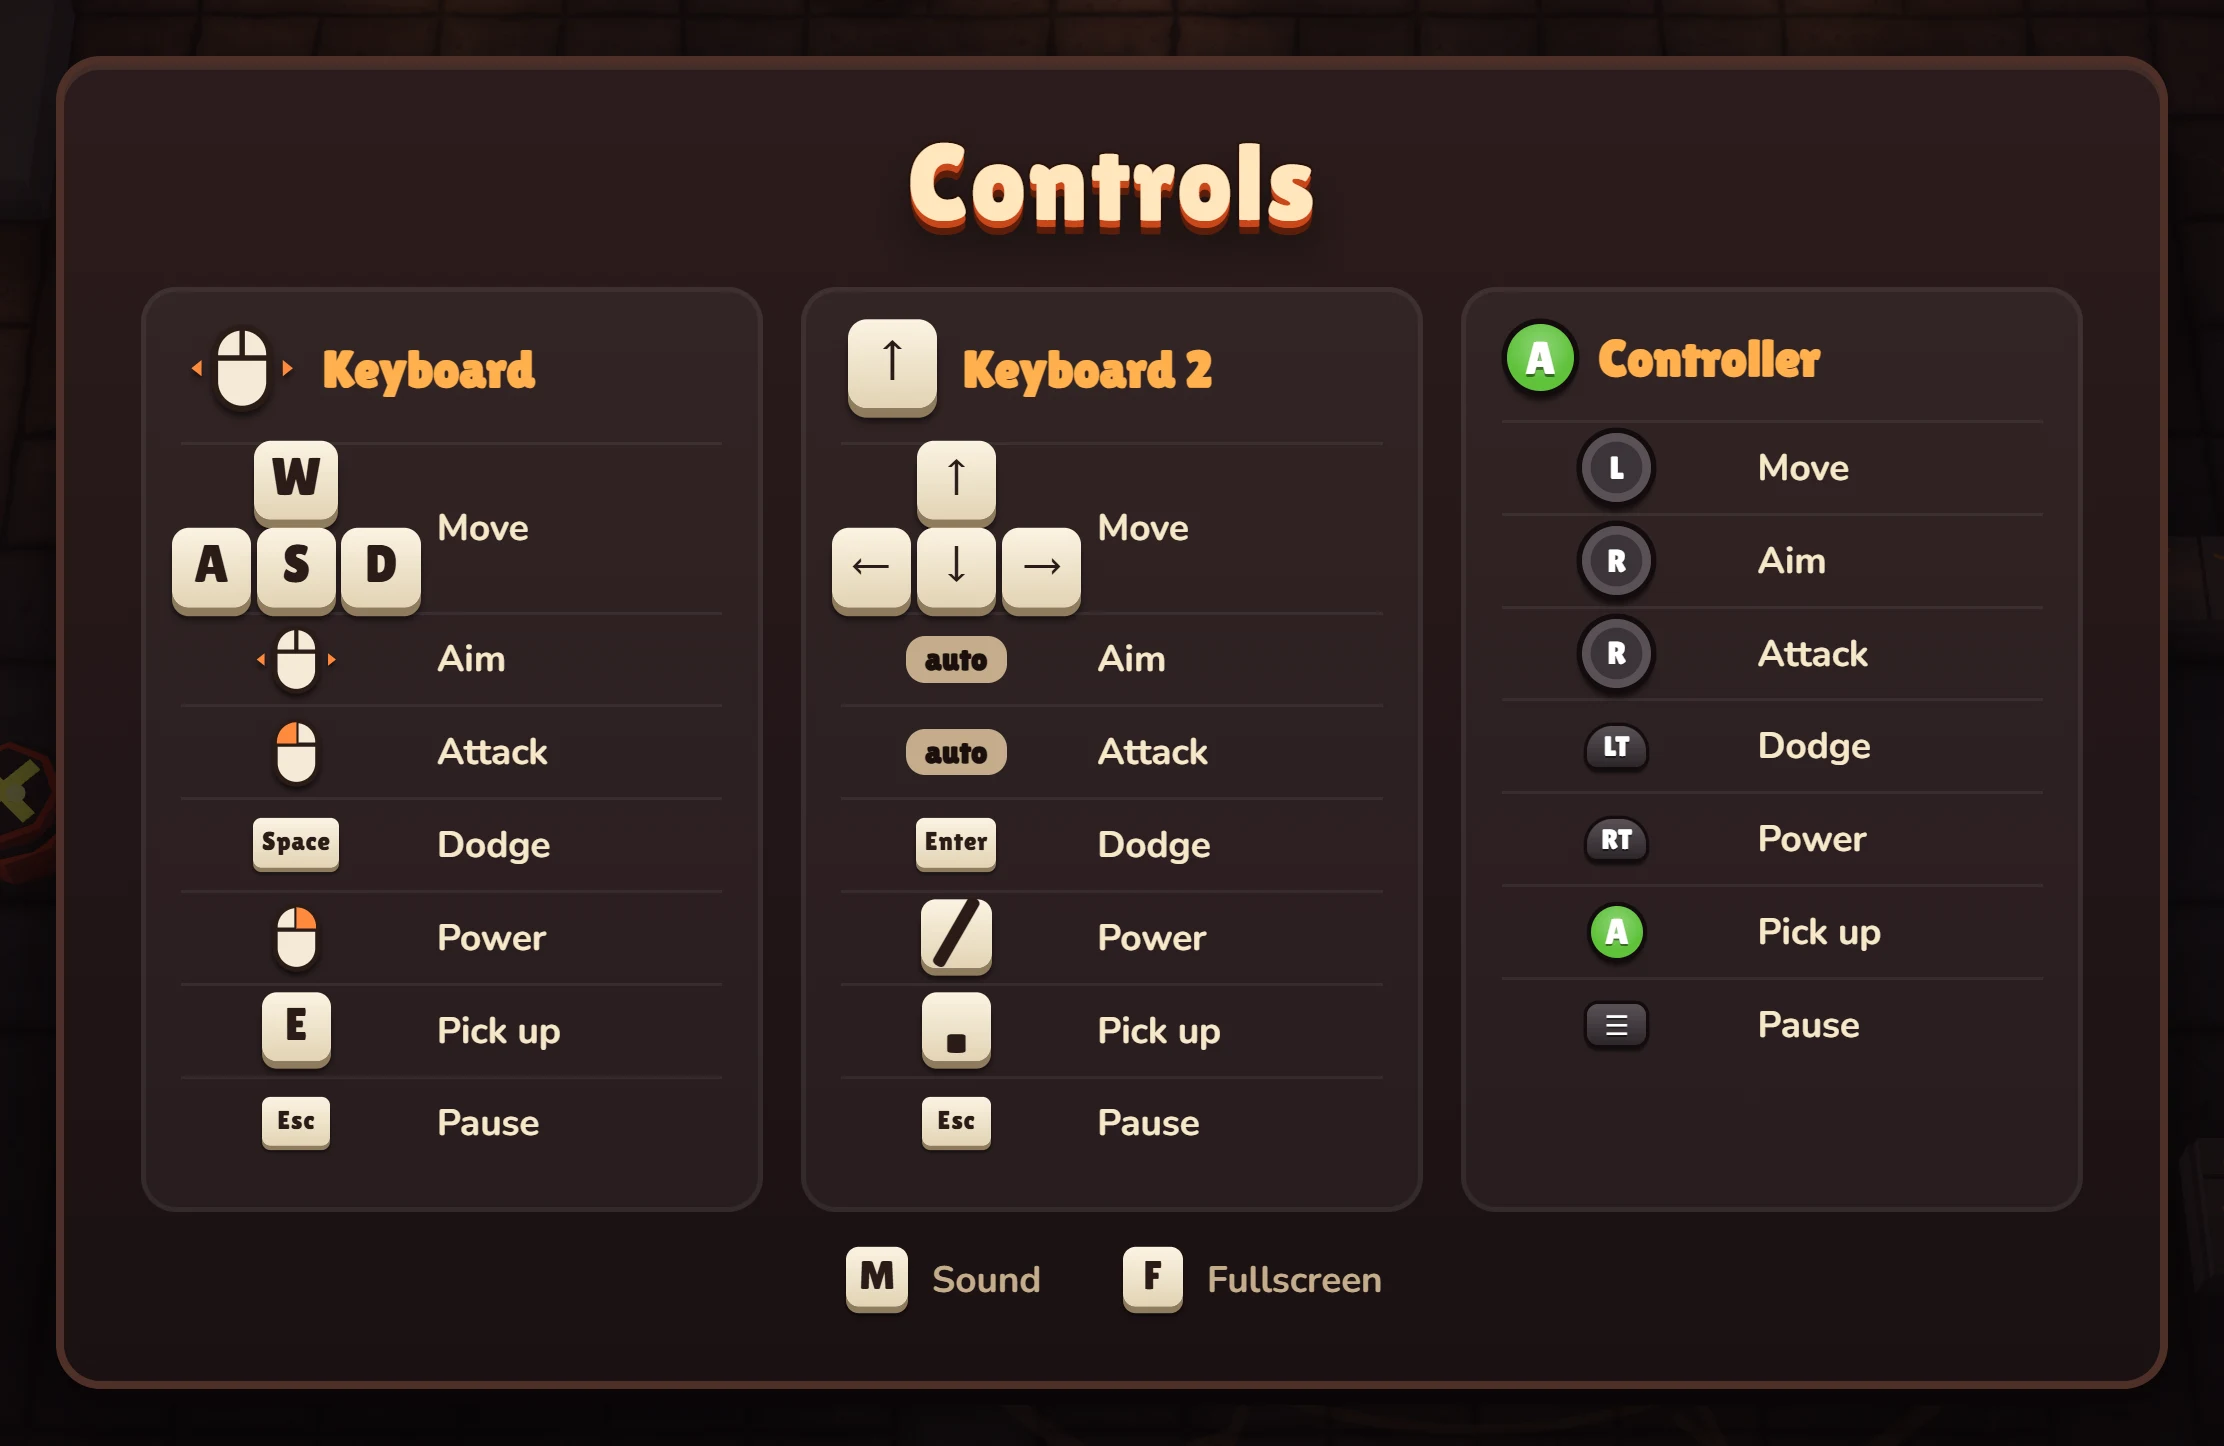 Controls
Keyboard
W
A S D
Move
Aim
Attack
Space Dodge
Power
E Pick up
Esc Pause
↑ Keyboard 2
↑
← ↓ →
Move
auto Aim
auto Attack
Enter Dodge
/ Power
. Pick up
Esc Pause
A Controller
L Move
R Aim
R Attack
LT Dodge
RT Power
A Pick up
☰ Pause
M Sound F Fullscreen